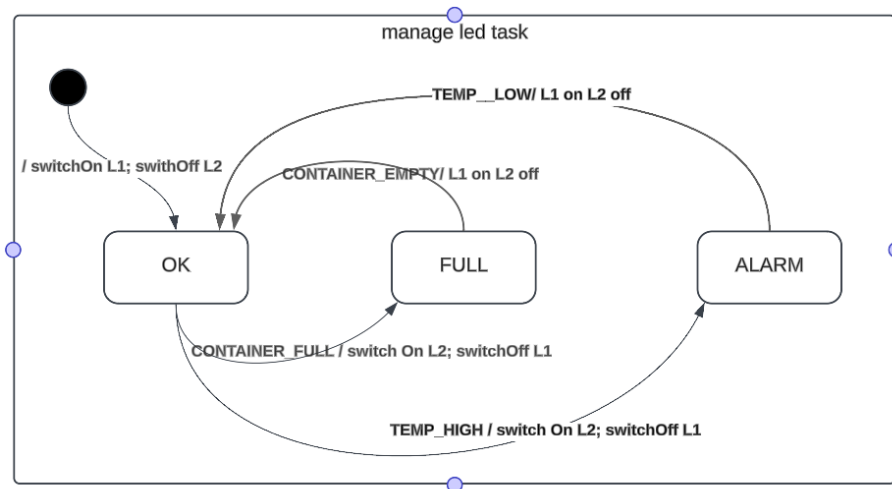 manage led task
TEMP__LOW/ L1 on L2 off
/ switchOn L1; swithOff L2
CONTAINER_EMPTY/ L1 on L2 off
OK
FULL
ALARM
CONTAINER_FULL / switch On L2; switchOff L1
TEMP_HIGH / switch On L2; switchOff L1